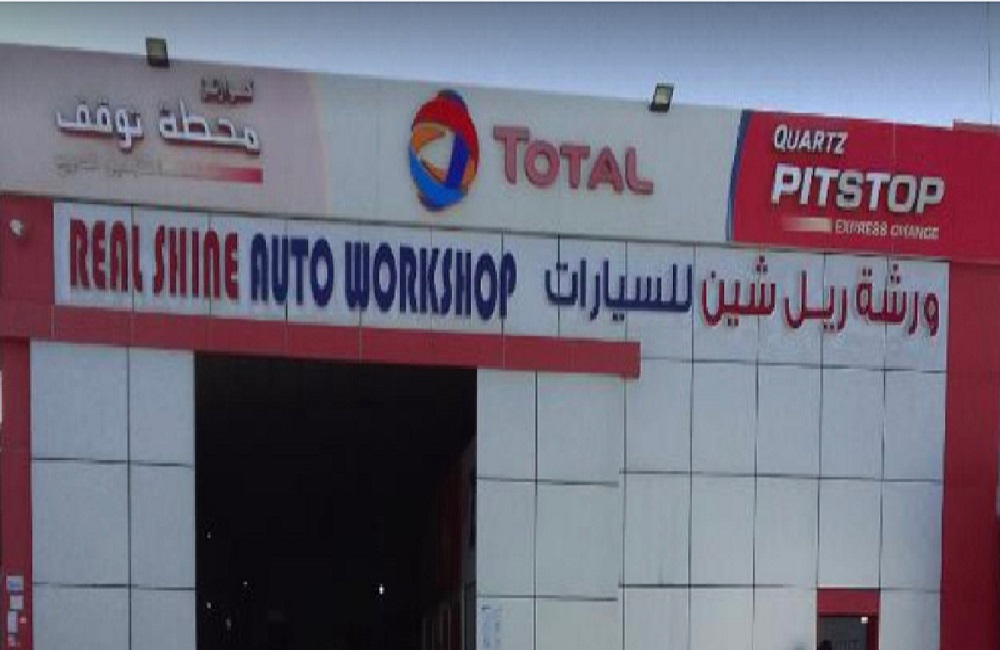 محطة توقف
TOTAL
QUARTZ
PITSTOP
EXPRESS CHANGE
REAL SHINE AUTO WORKSHOP
ورشة ريل شين للسيارات